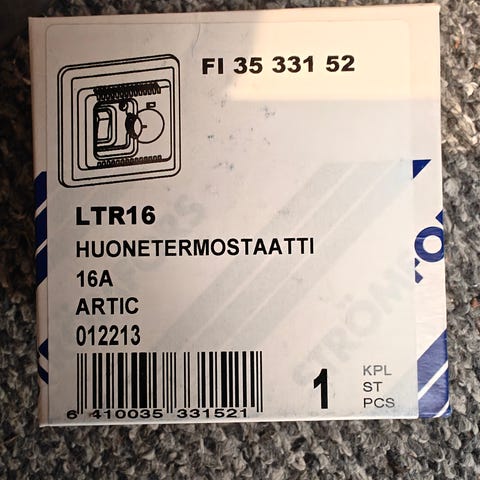 FI 35 331 52
LTR16
HUONETERMOSTAATTI
16A
ARTIC
012213
6 410035 331521
1
KPL
ST
PCS